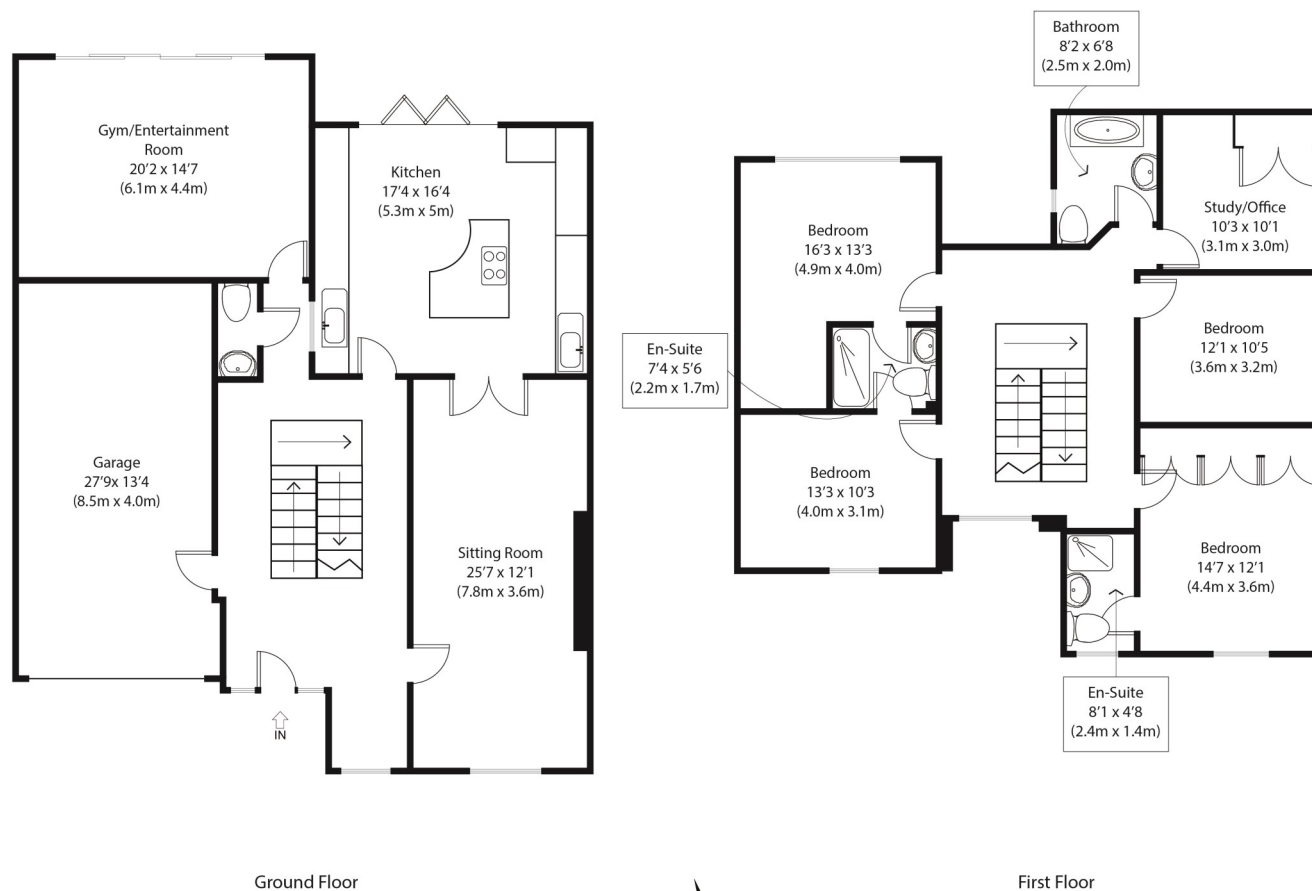 Gym/Entertainment
Room
20'2 x 14'7
(6.1m x 4.4m)
Kitchen
17'4 x 16'4
(5.3m x 5m)
Garage
27'9x 13'4
(8.5m x 4.0m)
Sitting Room
25'7 x 12'1
(7.8m x 3.6m)
IN
Ground Floor
Bathroom
8'2 x 6'8
(2.5m x 2.0m)
Bedroom
16'3 x 13'3
(4.9m x 4.0m)
Study/Office
10'3 x 10'1
(3.1m x 3.0m)
En-Suite
7'4 x 5'6
(2.2m x 1.7m)
Bedroom
12'1 x 10'5
(3.6m x 3.2m)
Bedroom
13'3 x 10'3
(4.0m x 3.1m)
Bedroom
14'7 x 12'1
(4.4m x 3.6m)
En-Suite
8'1 x 4'8
(2.4m x 1.4m)
First Floor